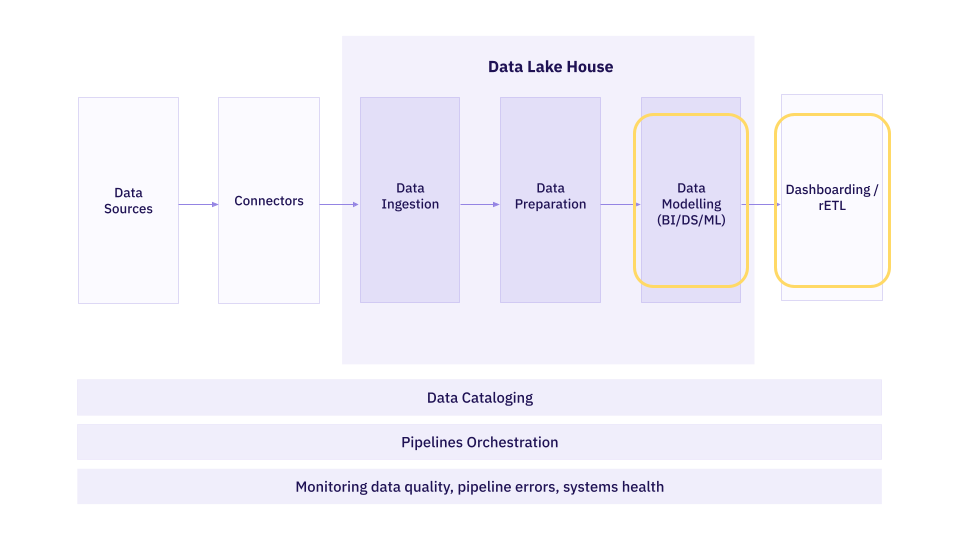 Data Lake House
Data
Sources
Connectors
Data
Ingestion
Data
Preparation
Data
Modelling
(BI/DS/ML)
Dashboarding /
rETL
Data Cataloging
Pipelines Orchestration
Monitoring data quality, pipeline errors, systems health